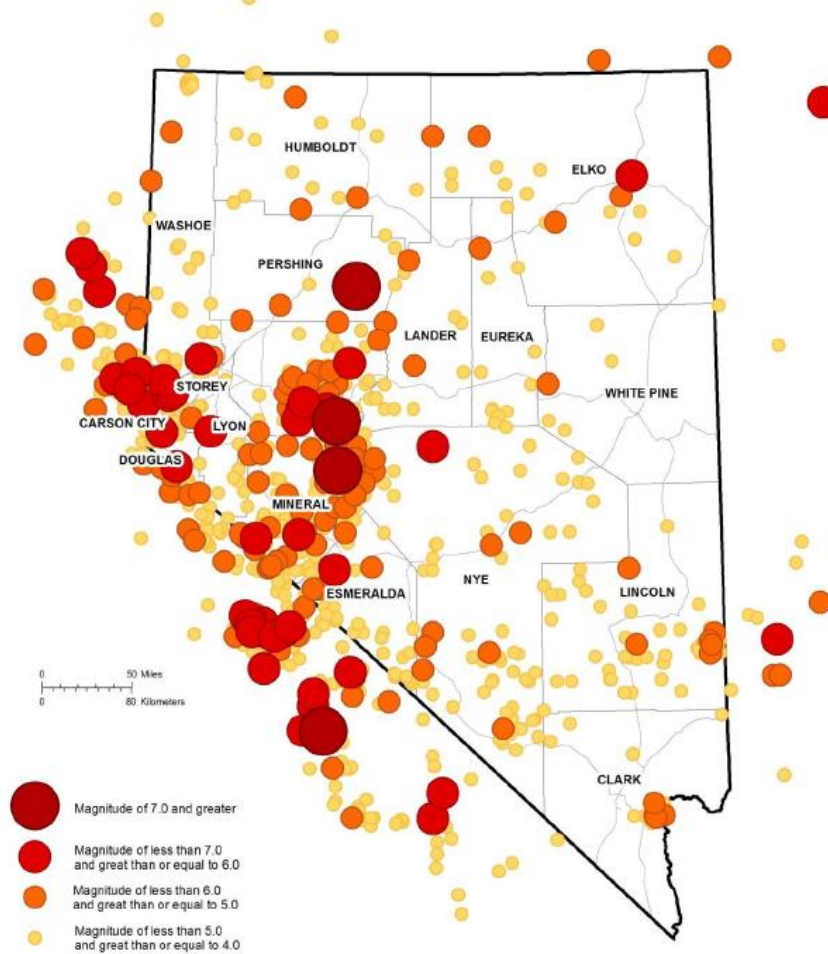 HUMBOLDT
ELKO
WASHOE
PERSHING
LANDER
EUREKA
STOREY
WHITE PINE
CARSON CITY
LYON
DOUGLAS
MINERAL
NYE
ESMERALDA
LINCOLN
0 50 Miles
0 80 Kilometers
CLARK
Magnitude of 7.0 and greater
Magnitude of less than 7.0
and great than or equal to 6.0
Magnitude of less than 6.0
and great than or equal to 5.0
Magnitude of less than 5.0
and great than or equal to 4.0